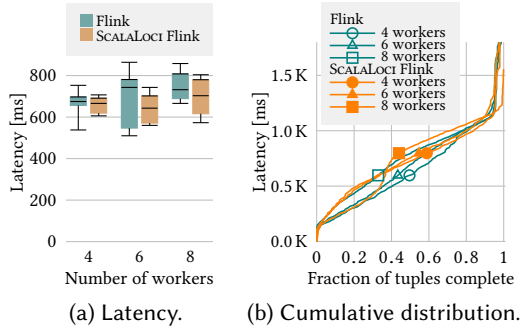 Flink
SCALALOCI Flink
Latency [ms]
800
600
400
200
0
4
6
8
Number of workers
(a) Latency.
Flink
4 workers
6 workers
8 workers
SCALALOCI Flink
4 workers
6 workers
8 workers
Latency [ms]
1.5 K
1.0 K
0.5 K
0.0 K
0
0.2
0.4
0.6
0.8
1
Fraction of tuples complete
(b) Cumulative distribution.